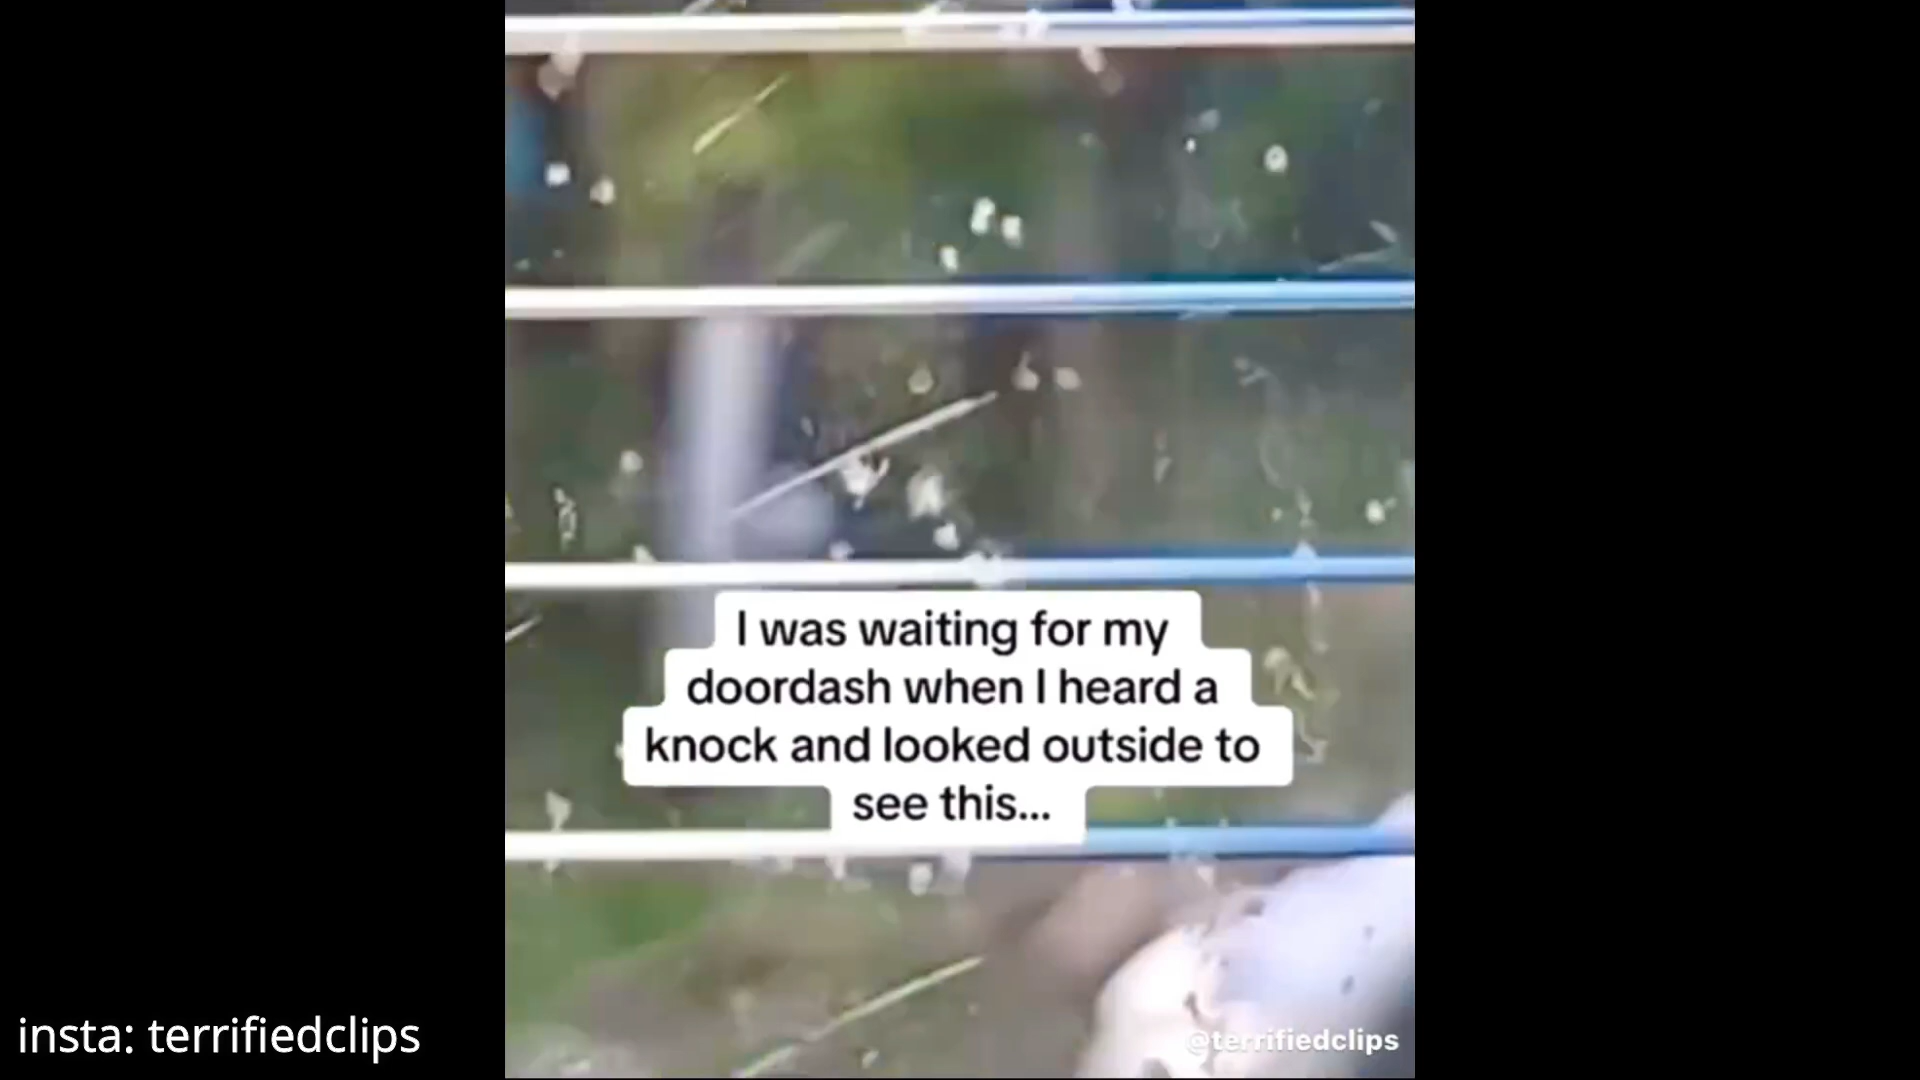 I was waiting for my
doordash when I heard a
knock and looked outside to
see this...
@terrifiedclips
insta: terrifiedclips